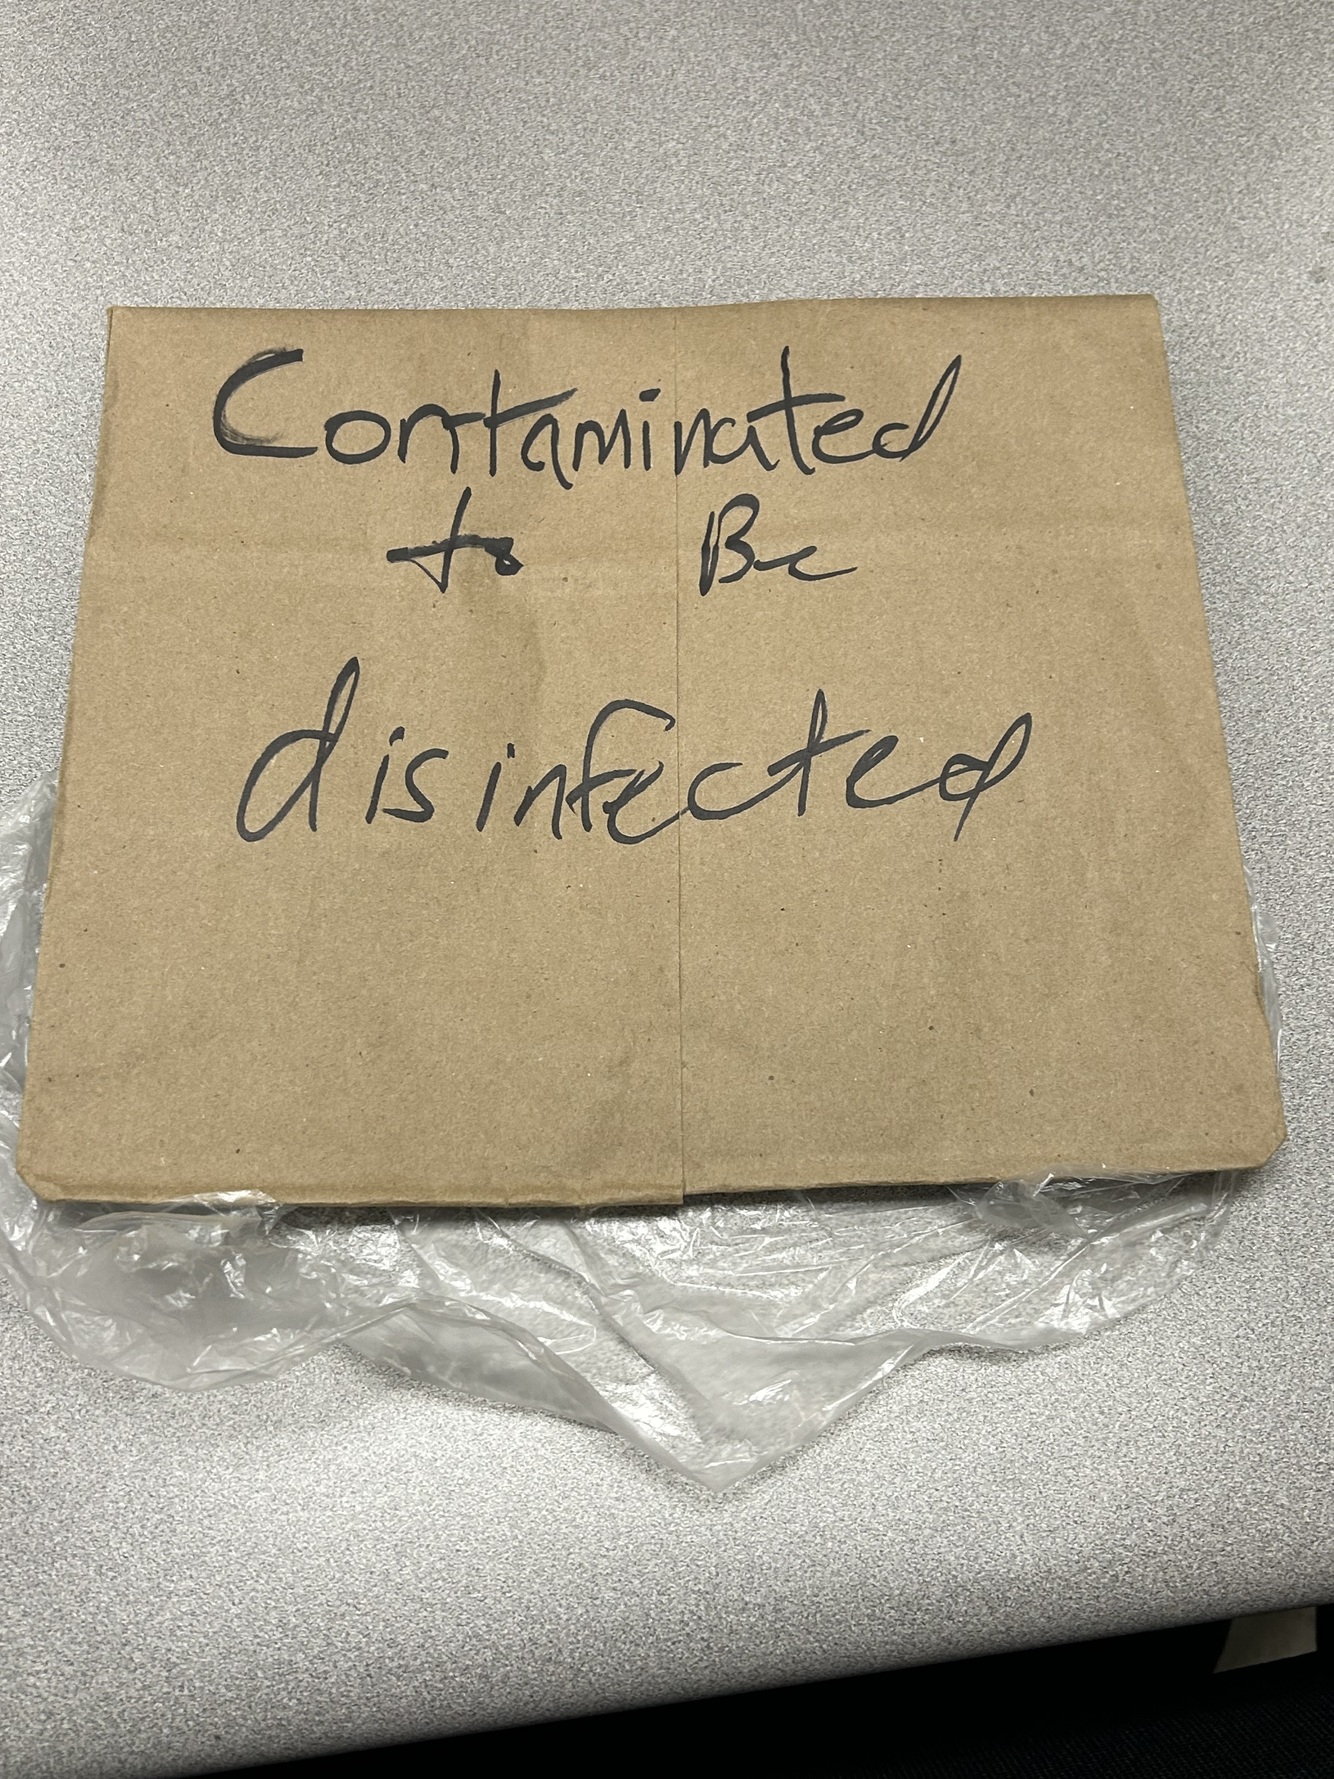 Contaminated
to Be
disinfected